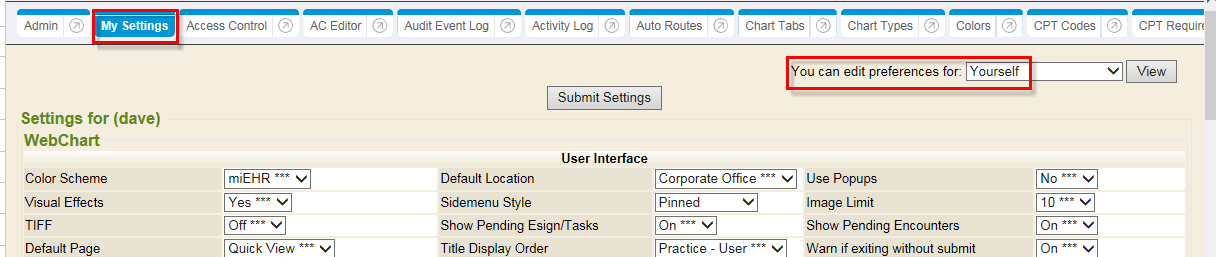 Admin My Settings Access Control AC Editor Audit Event Log Activity Log Auto Routes Chart Tabs Chart Types Colors CPT Codes CPT Require
You can edit preferences for: Yourself View
Submit Settings
Settings for (dave)
WebChart
User Interface
Color Scheme miEHR *** Default Location Corporate Office *** Use Popups No ***
Visual Effects Yes *** Sidemenu Style Pinned Image Limit 10 ***
TIFF Off *** Show Pending Esign/Tasks On *** Show Pending Encounters On ***
Default Page Quick View *** Title Display Order Practice - User *** Warn if exiting without submit On ***